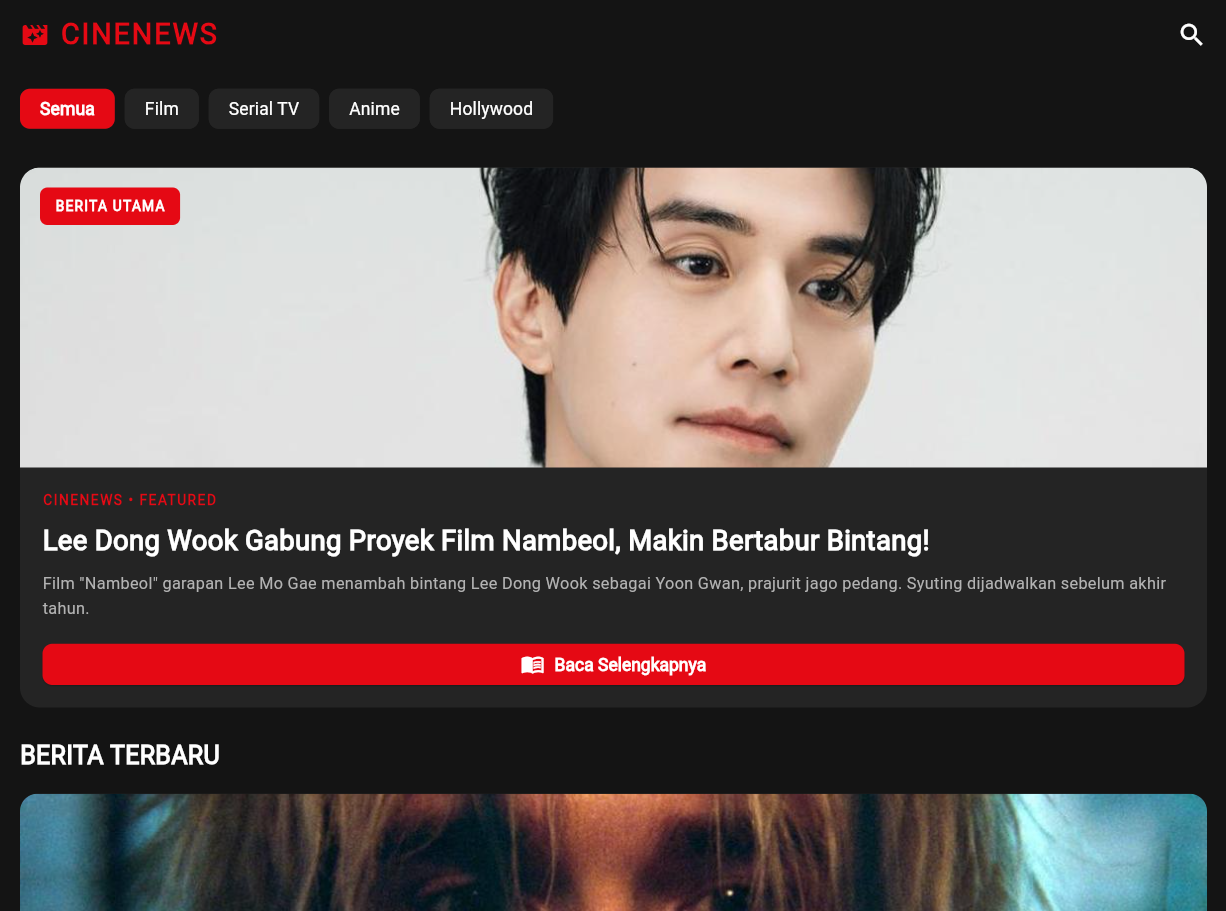 CINENEWS
Semua
Film
Serial TV
Anime
Hollywood
BERITA UTAMA
CINENEWS • FEATURED
Lee Dong Wook Gabung Proyek Film Nambeol, Makin Bertabur Bintang!
Film "Nambeol" garapan Lee Mo Gae menambah bintang Lee Dong Wook sebagai Yoon Gwan, prajurit jago pedang. Syuting dijadwalkan sebelum akhir
tahun.
Baca Selengkapnya
BERITA TERBARU